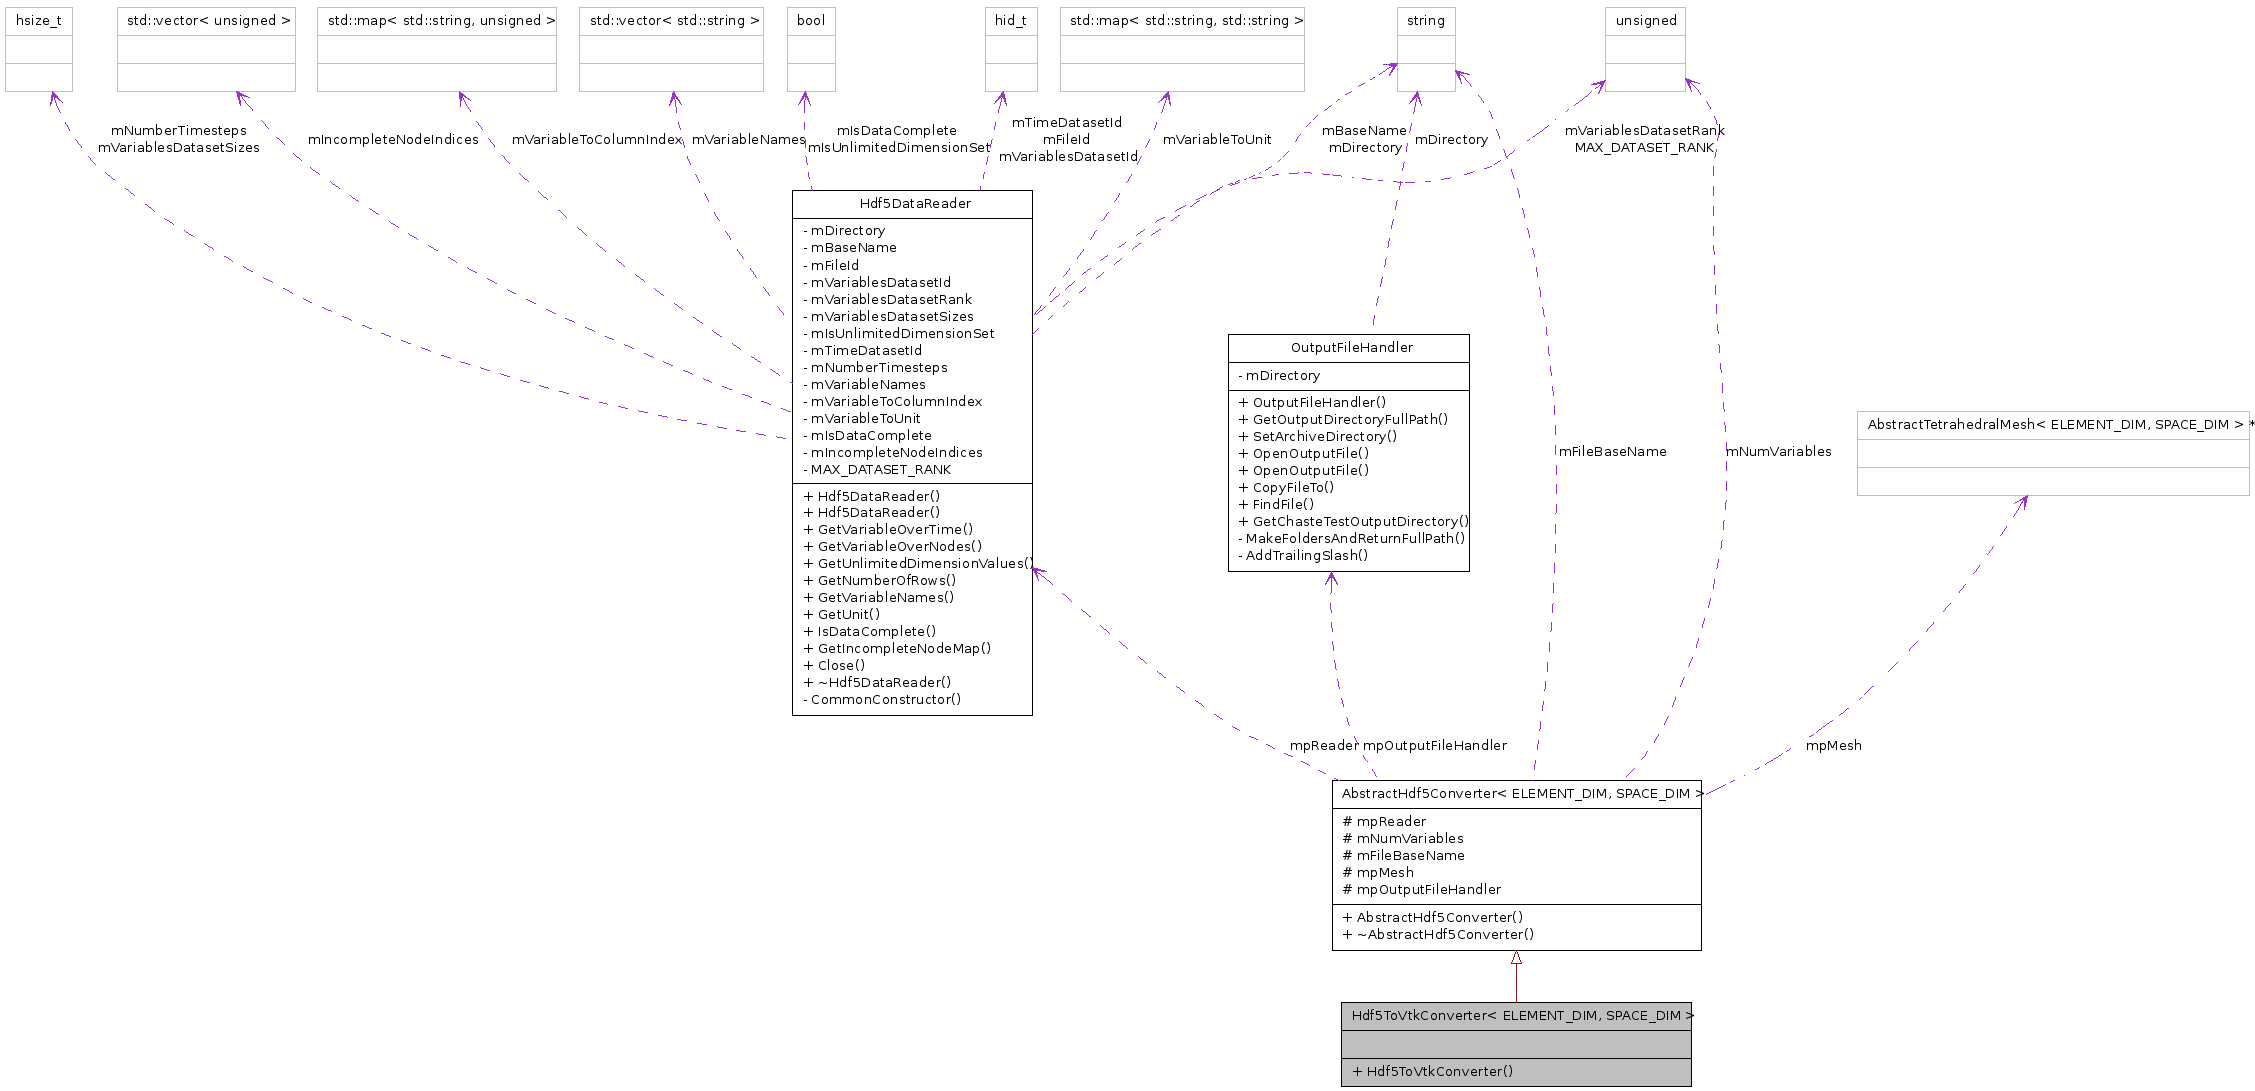 hsize_t
std::vector< unsigned >
std::map< std::string, unsigned >
std::vector< std::string >
bool
hid_t
std::map< std::string, std::string >
string
unsigned
mNumberTimesteps
mVariablesDatasetSizes
mIncompleteNodeIndices
mVariableToColumnIndex
mVariableNames
mIsDataComplete
mIsUnlimitedDimensionSet
mTimeDatasetId
mFileId
mVariablesDatasetId
mVariableToUnit
mBaseName
mDirectory
mDirectory
mVariablesDatasetRank
MAX_DATASET_RANK
Hdf5DataReader
- mDirectory
- mBaseName
- mFileId
- mVariablesDatasetId
- mVariablesDatasetRank
- mVariablesDatasetSizes
- mIsUnlimitedDimensionSet
- mTimeDatasetId
- mNumberTimesteps
- mVariableNames
- mVariableToColumnIndex
- mVariableToUnit
- mIsDataComplete
- mIncompleteNodeIndices
- MAX_DATASET_RANK
+ Hdf5DataReader()
+ Hdf5DataReader()
+ GetVariableOverTime()
+ GetVariableOverNodes()
+ GetUnlimitedDimensionValues()
+ GetNumberOfRows()
+ GetVariableNames()
+ GetUnit()
+ IsDataComplete()
+ GetIncompleteNodeMap()
+ Close()
+ ~Hdf5DataReader()
- CommonConstructor()
OutputFileHandler
- mDirectory
+ OutputFileHandler()
+ GetOutputDirectoryFullPath()
+ SetArchiveDirectory()
+ OpenOutputFile()
+ OpenOutputFile()
+ CopyFileTo()
+ FindFile()
+ GetChasteTestOutputDirectory()
- MakeFoldersAndReturnFullPath()
- AddTrailingSlash()
mFileBaseName
mNumVariables
AbstractTetrahedralMesh< ELEMENT_DIM, SPACE_DIM > *
mpReader
mpOutputFileHandler
mpMesh
AbstractHdf5Converter< ELEMENT_DIM, SPACE_DIM >
# mpReader
# mNumVariables
# mFileBaseName
# mpMesh
# mpOutputFileHandler
+ AbstractHdf5Converter()
+ ~AbstractHdf5Converter()
Hdf5ToVtkConverter< ELEMENT_DIM, SPACE_DIM >
+ Hdf5ToVtkConverter()